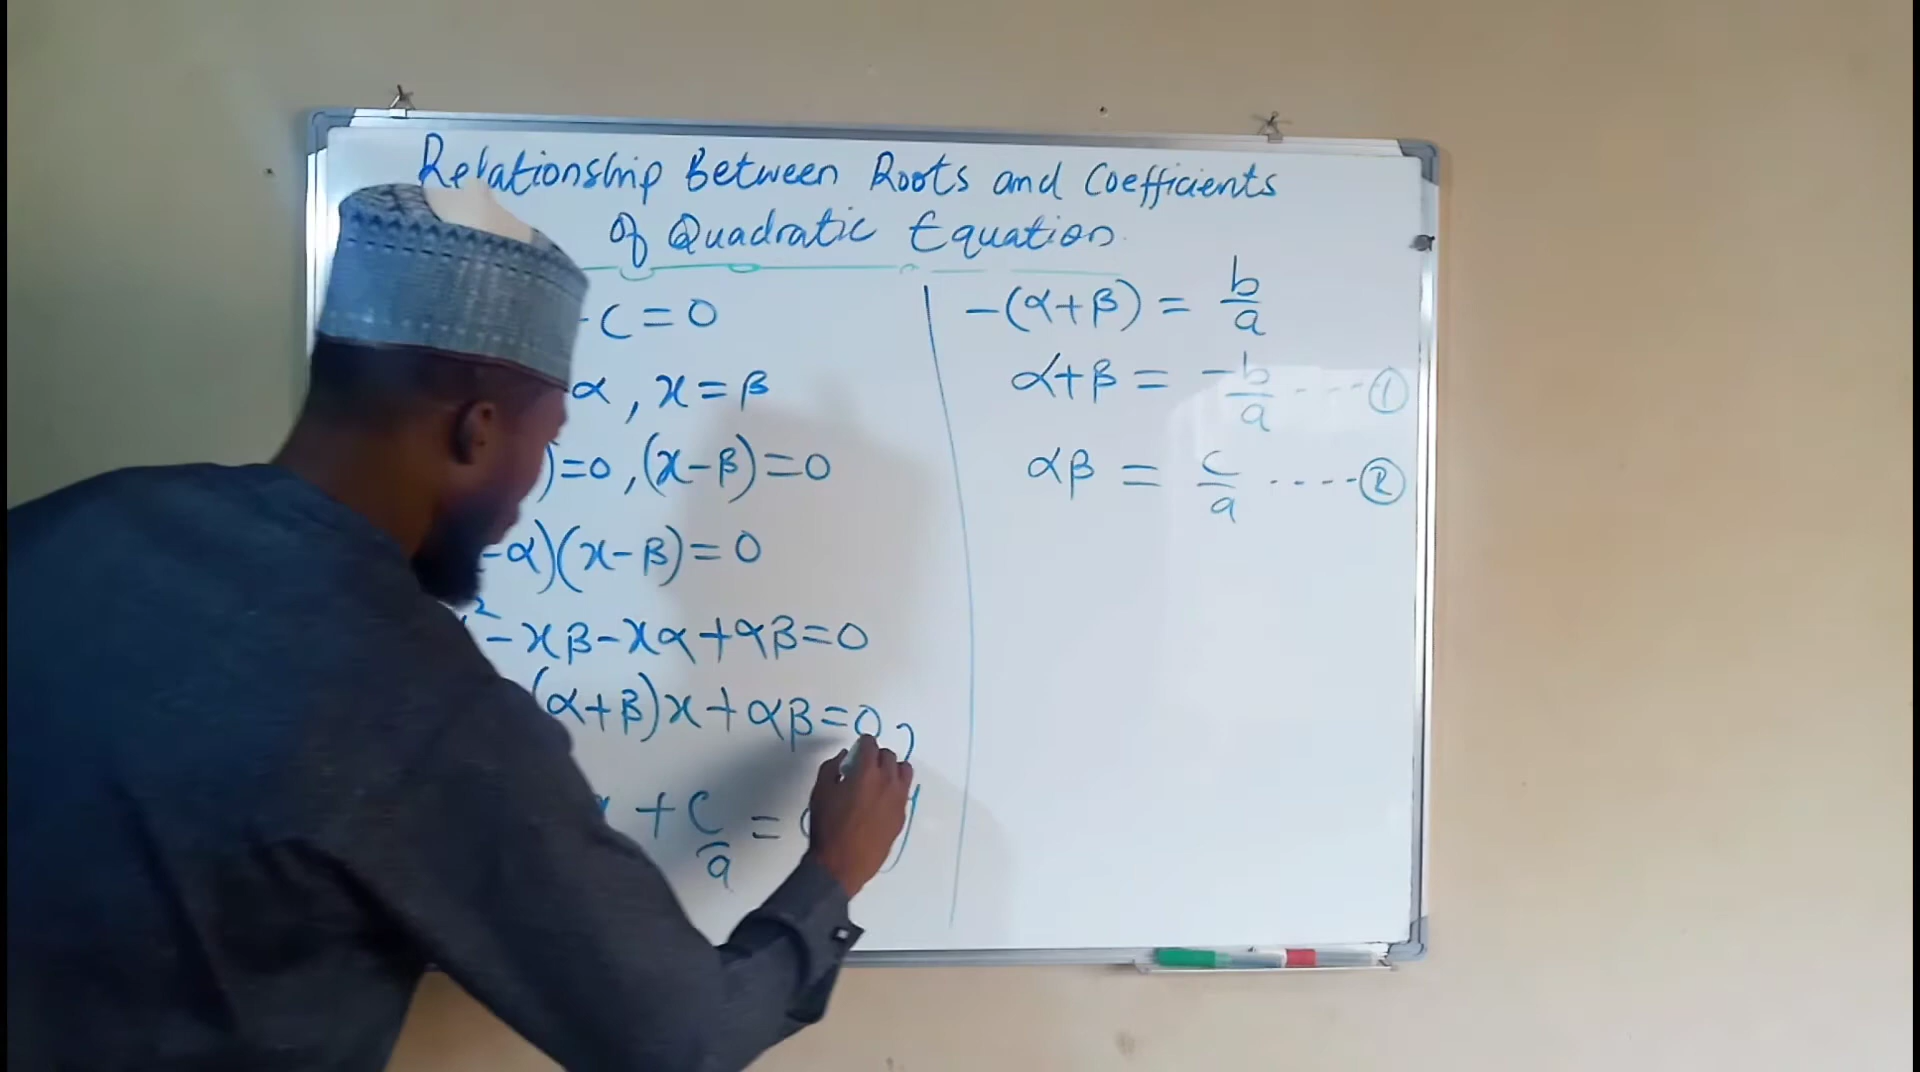 Relationship Between Roots and Coefficients
Of Quadratic Equation.
- C = 0
α, x = β
) = 0, (x - β) = 0
- α)(x - β) = 0
² - xβ - xα + αβ = 0
(α + β)x + αβ = 0
+ c/a =
-(α + β) = b/a
α + β = -b/a ---- ①
αβ = c/a ---- ②